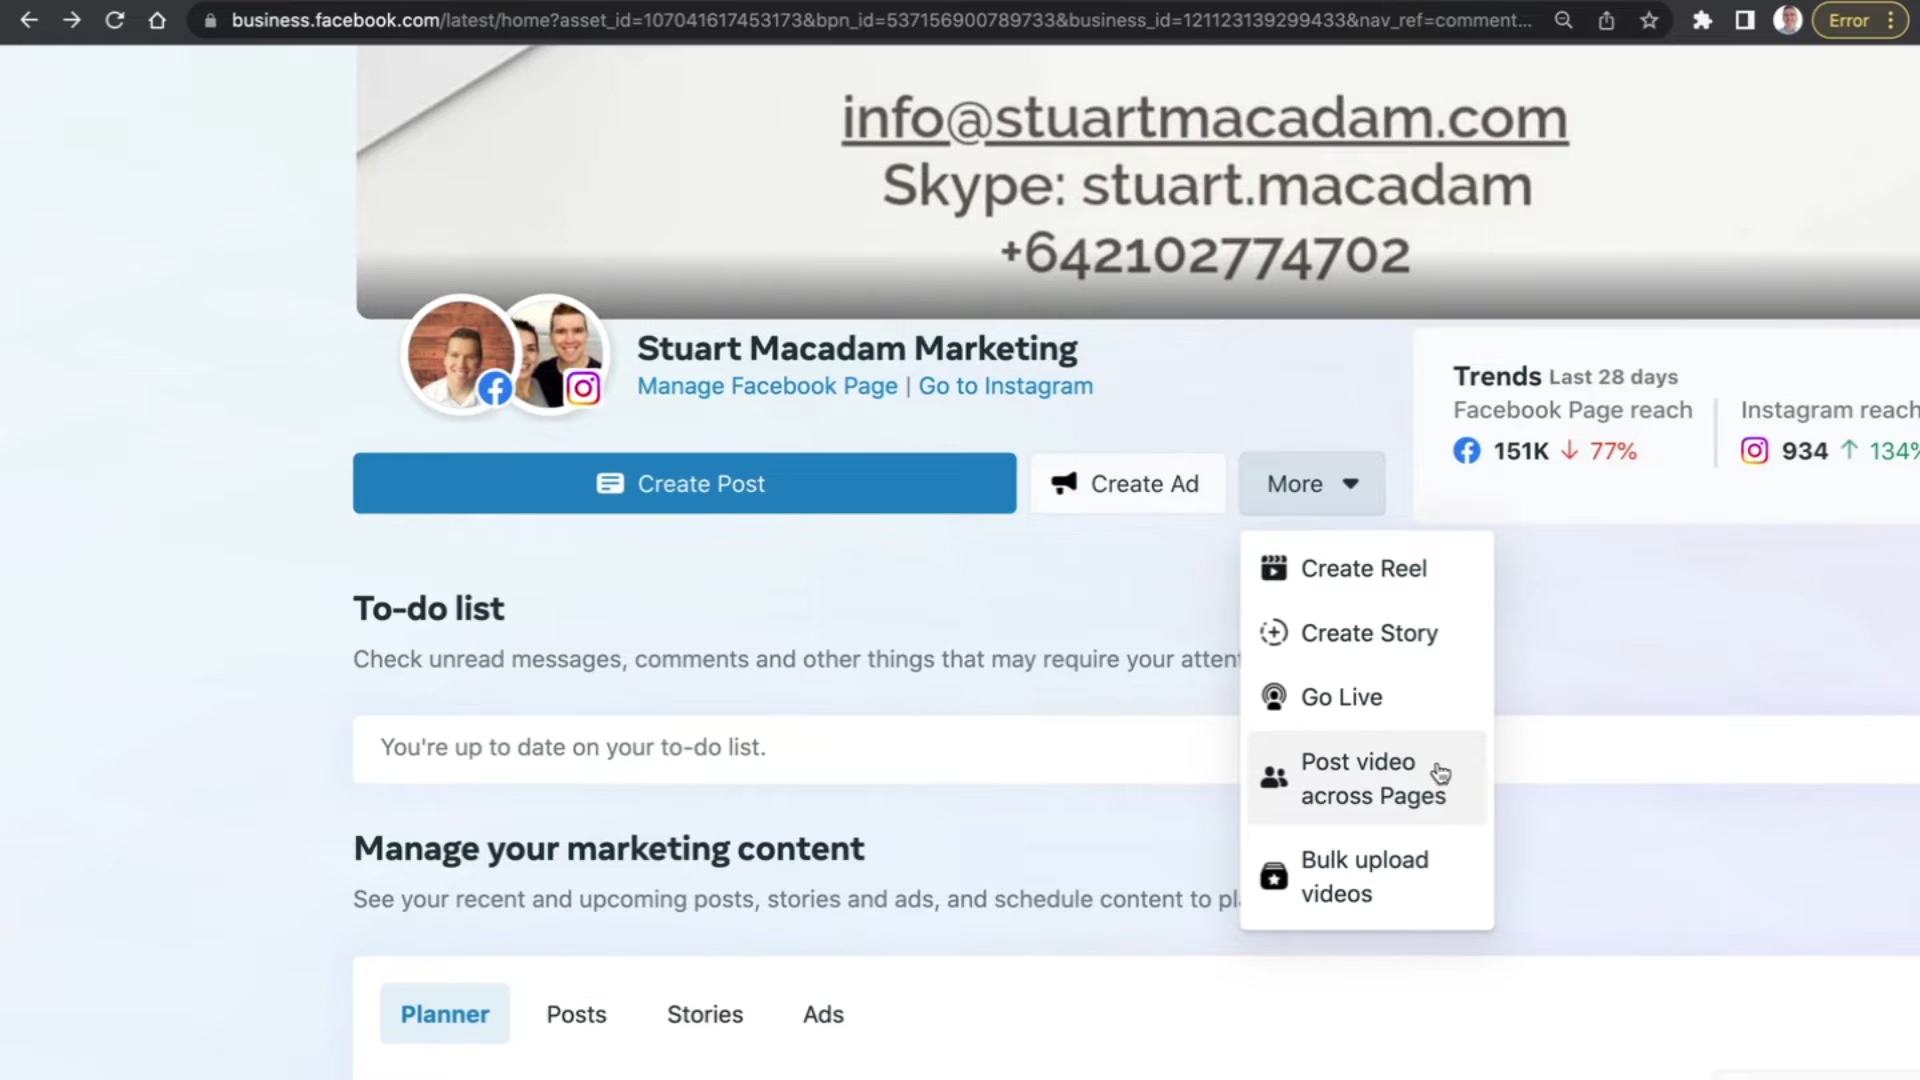 business.facebook.com/latest/home?asset_id=107041617453173&bpn_id=537156900789733&business_id=121123139299433&nav_ref=comment...
Error
info@stuartmacadam.com
Skype: stuart.macadam
+642102774702
Stuart Macadam Marketing
Manage Facebook Page | Go to Instagram
Trends Last 28 days
Facebook Page reach
151K ↓ 77%
Instagram reach
934 ↑ 134%
Create Post
Create Ad
More
Create Reel
Create Story
Go Live
Post video
across Pages
Bulk upload
videos
To-do list
Check unread messages, comments and other things that may require your atten
You're up to date on your to-do list.
Manage your marketing content
See your recent and upcoming posts, stories and ads, and schedule content to pl
Planner
Posts
Stories
Ads